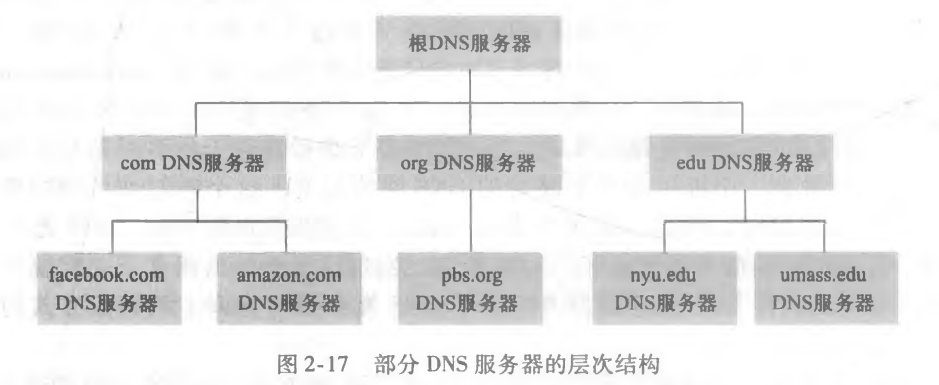 根DNS服务器
com DNS服务器
org DNS服务器
edu DNS服务器
facebook.com
DNS服务器
amazon.com
DNS服务器
pbs.org
DNS服务器
nyu.edu
DNS服务器
umass.edu
DNS服务器
图 2-17 部分 DNS 服务器的层次结构